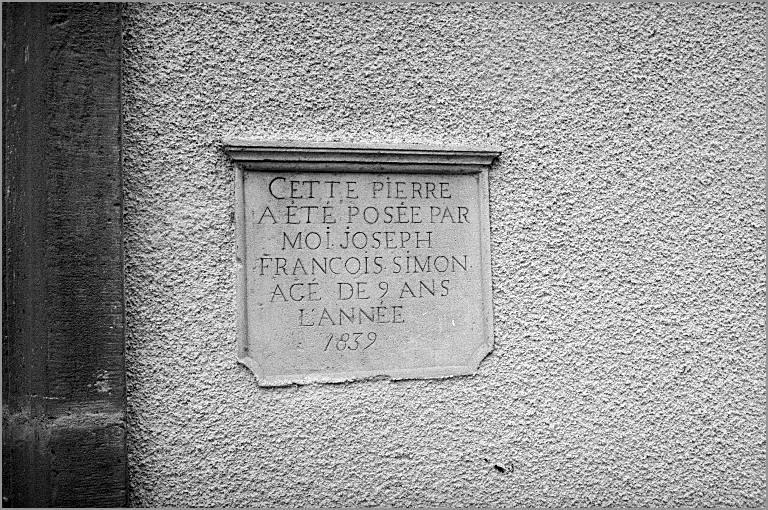 CETTE PIERRE
A ÉTÉ POSÉE PAR
MOI JOSEPH
FRANCOIS SIMON
AGÉ DE 9 ANS
L'ANNÉE
1839